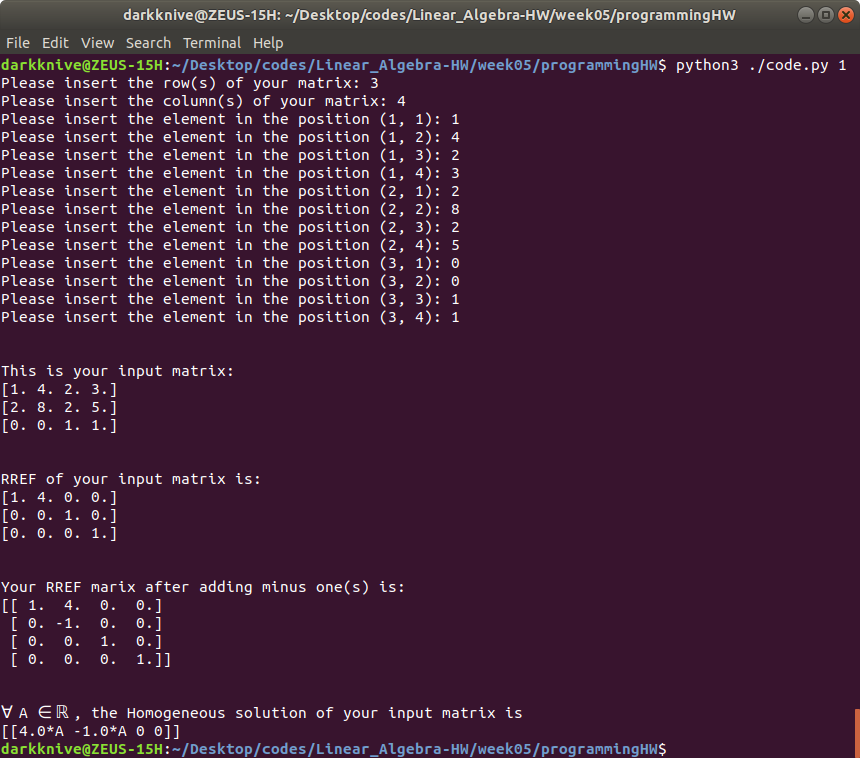 darkknive@ZEUS-15H: ~/Desktop/codes/Linear_Algebra-HW/week05/programmingHW
File Edit View Search Terminal Help
darkknive@ZEUS-15H:~/Desktop/codes/Linear_Algebra-HW/week05/programmingHW$ python3 ./code.py 1
Please insert the row(s) of your matrix: 3
Please insert the column(s) of your matrix: 4
Please insert the element in the position (1, 1): 1
Please insert the element in the position (1, 2): 4
Please insert the element in the position (1, 3): 2
Please insert the element in the position (1, 4): 3
Please insert the element in the position (2, 1): 2
Please insert the element in the position (2, 2): 8
Please insert the element in the position (2, 3): 2
Please insert the element in the position (2, 4): 5
Please insert the element in the position (3, 1): 0
Please insert the element in the position (3, 2): 0
Please insert the element in the position (3, 3): 1
Please insert the element in the position (3, 4): 1
This is your input matrix:
[1. 4. 2. 3.]
[2. 8. 2. 5.]
[0. 0. 1. 1.]
RREF of your input matrix is:
[1. 4. 0. 0.]
[0. 0. 1. 0.]
[0. 0. 0. 1.]
Your RREF marix after adding minus one(s) is:
[[ 1.  4.  0.  0.]
 [ 0. -1.  0.  0.]
 [ 0.  0.  1.  0.]
 [ 0.  0.  0.  1.]]
∀ A ∈ℝ , the Homogeneous solution of your input matrix is
[[4.0*A -1.0*A 0 0]]
darkknive@ZEUS-15H:~/Desktop/codes/Linear_Algebra-HW/week05/programmingHW$